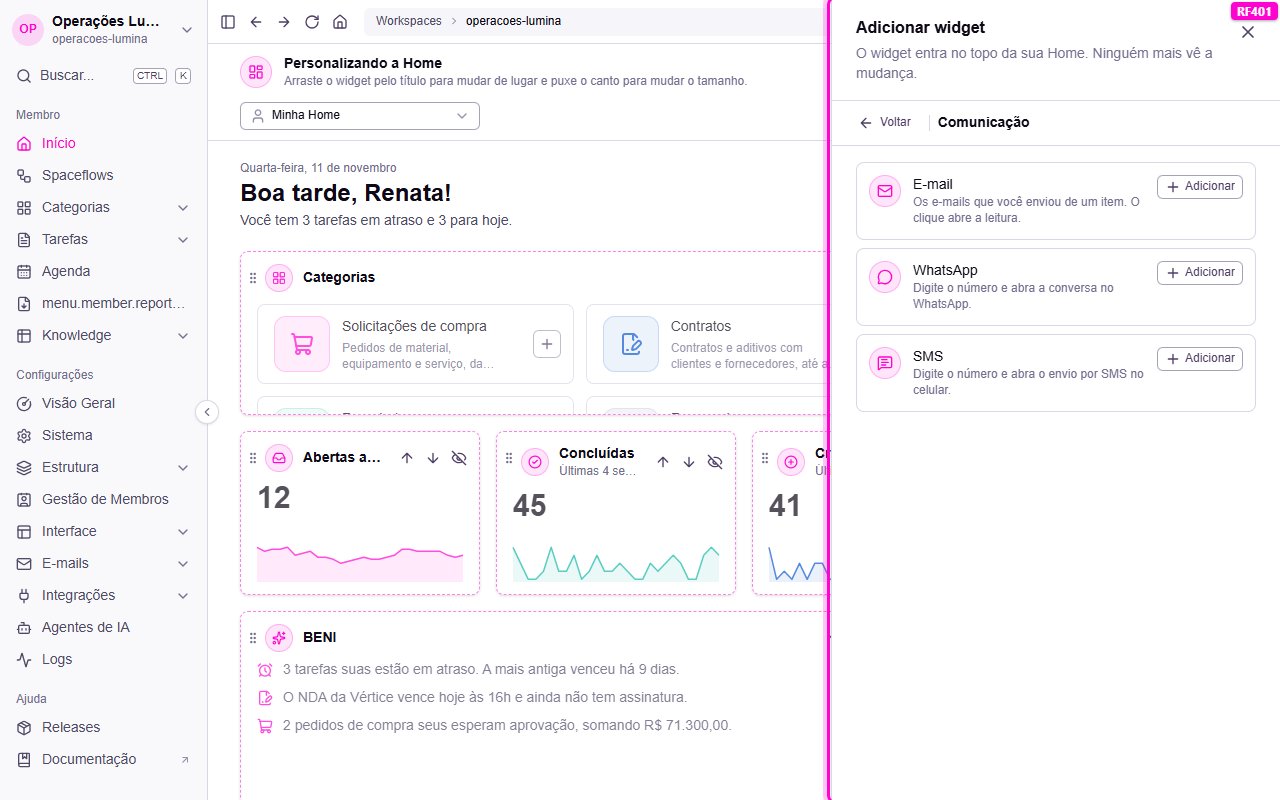 OP
Operações Lu...
operacoes-lumina
Buscar...
CTRL
K
Membro
Início
Spaceflows
Categorias
Tarefas
Agenda
menu.member.report...
Knowledge
Configurações
Visão Geral
Sistema
Estrutura
Gestão de Membros
Interface
E-mails
Integrações
Agentes de IA
Logs
Ajuda
Releases
Documentação
Workspaces
operacoes-lumina
Personalizando a Home
Arraste o widget pelo título para mudar de lugar e puxe o canto para mudar o tamanho.
Minha Home
Quarta-feira, 11 de novembro
Boa tarde, Renata!
Você tem 3 tarefas em atraso e 3 para hoje.
Categorias
Solicitações de compra
Pedidos de material,
equipamento e serviço, da...
Contratos
Contratos e aditivos com
clientes e fornecedores, até a
Abertas a...
12
Concluídas
Últimas 4 se...
45
41
BENI
3 tarefas suas estão em atraso. A mais antiga venceu há 9 dias.
O NDA da Vértice vence hoje às 16h e ainda não tem assinatura.
2 pedidos de compra seus esperam aprovação, somando R$ 71.300,00.
RF401
Adicionar widget
O widget entra no topo da sua Home. Ninguém mais vê a
mudança.
Voltar
Comunicação
E-mail
Os e-mails que você enviou de um item. O
clique abre a leitura.
Adicionar
WhatsApp
Digite o número e abra a conversa no
WhatsApp.
Adicionar
SMS
Digite o número e abra o envio por SMS no
celular.
Adicionar